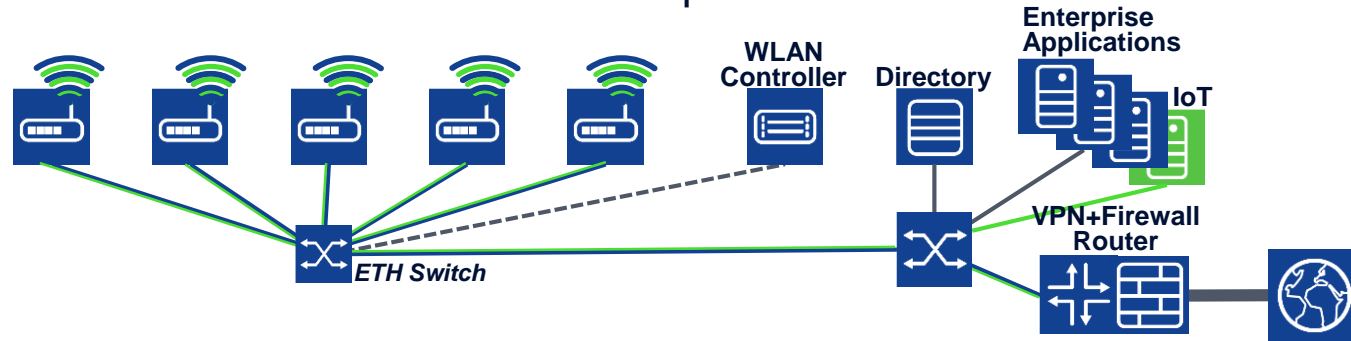 Enterprise
Applications
WLAN
Controller
Directory
IoT
VPN+Firewall
Router
ETH Switch